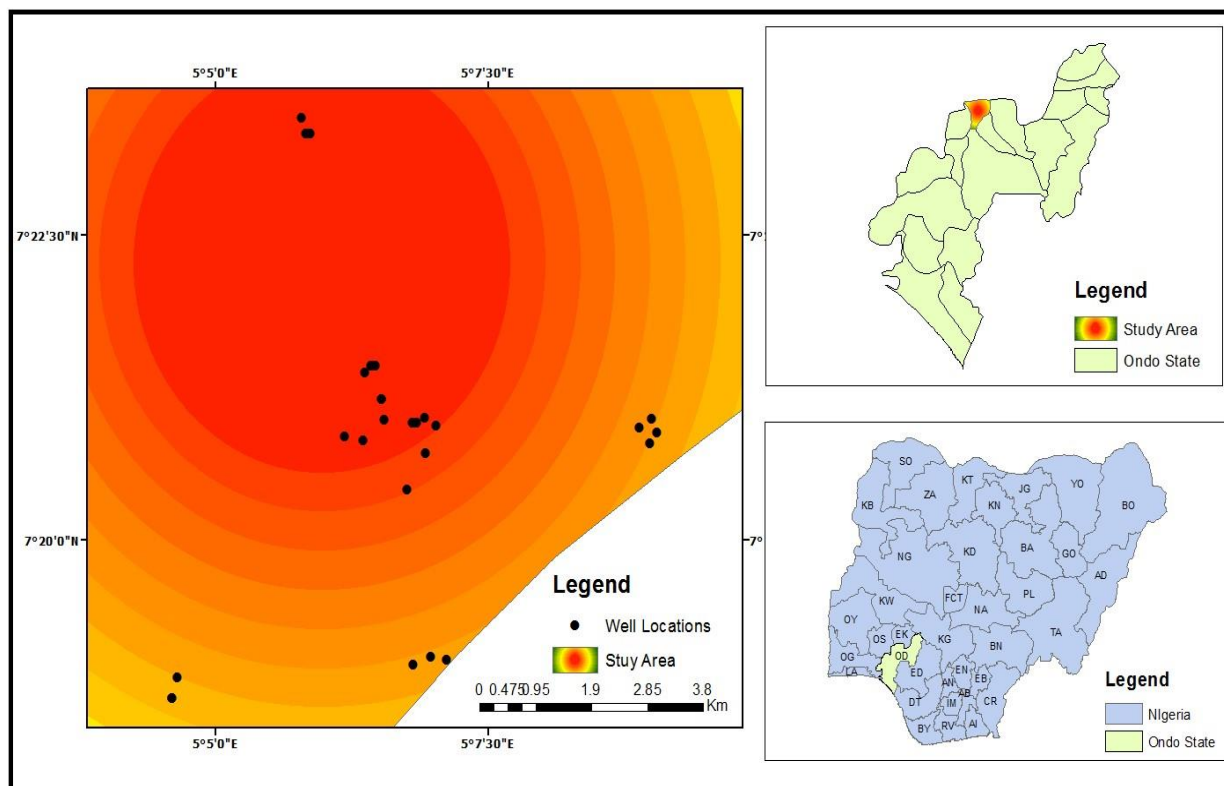 5°5'0"E 5°7'30"E
7°22'30"N 7°
7°20'0"N 7°
Legend
Well Locations
Stuy Area
0 0.475 0.95 1.9 2.85 3.8
Km
5°5'0"E 5°7'30"E
Legend
Study Area
Ondo State
SO
KT
JG
YO
ZA
KN
KB
BO
KD
BA
GO
NG
AD
PL
FCT
KW
NA
OY
TA
OS
EK
KG
BN
OD
OG
LA
ED
EN
AN
EB
AB
IM
DT
CR
BY
RV
AI
Legend
NIgeria
Ondo State